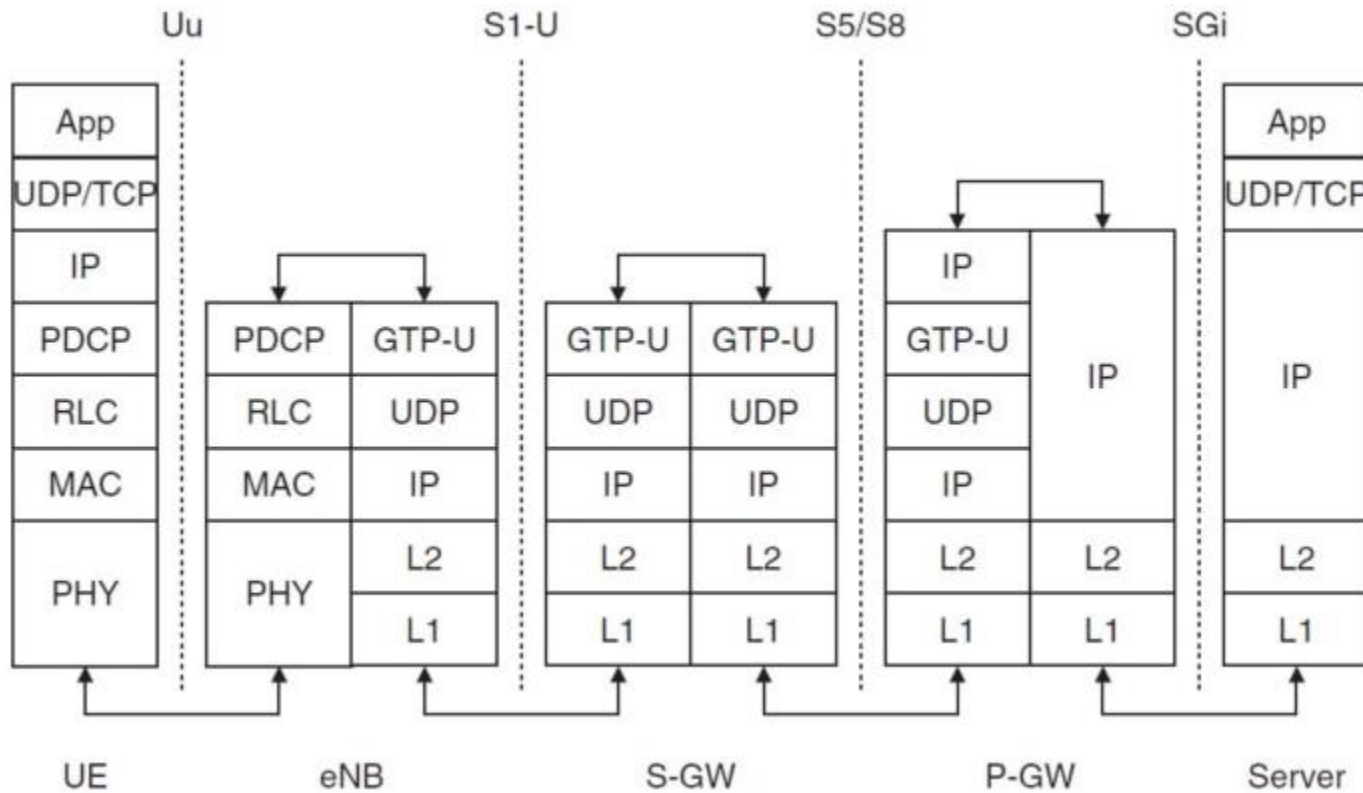 Uu S1-U S5/S8 SGi
App App
UDP/TCP UDP/TCP
IP IP
PDCP PDCP GTP-U GTP-U GTP-U GTP-U IP IP
RLC RLC UDP UDP UDP UDP
MAC MAC IP IP IP IP
PHY PHY L2 L2 L2 L2 L2 L2
L1 L1 L1 L1 L1 L1
UE eNB S-GW P-GW Server